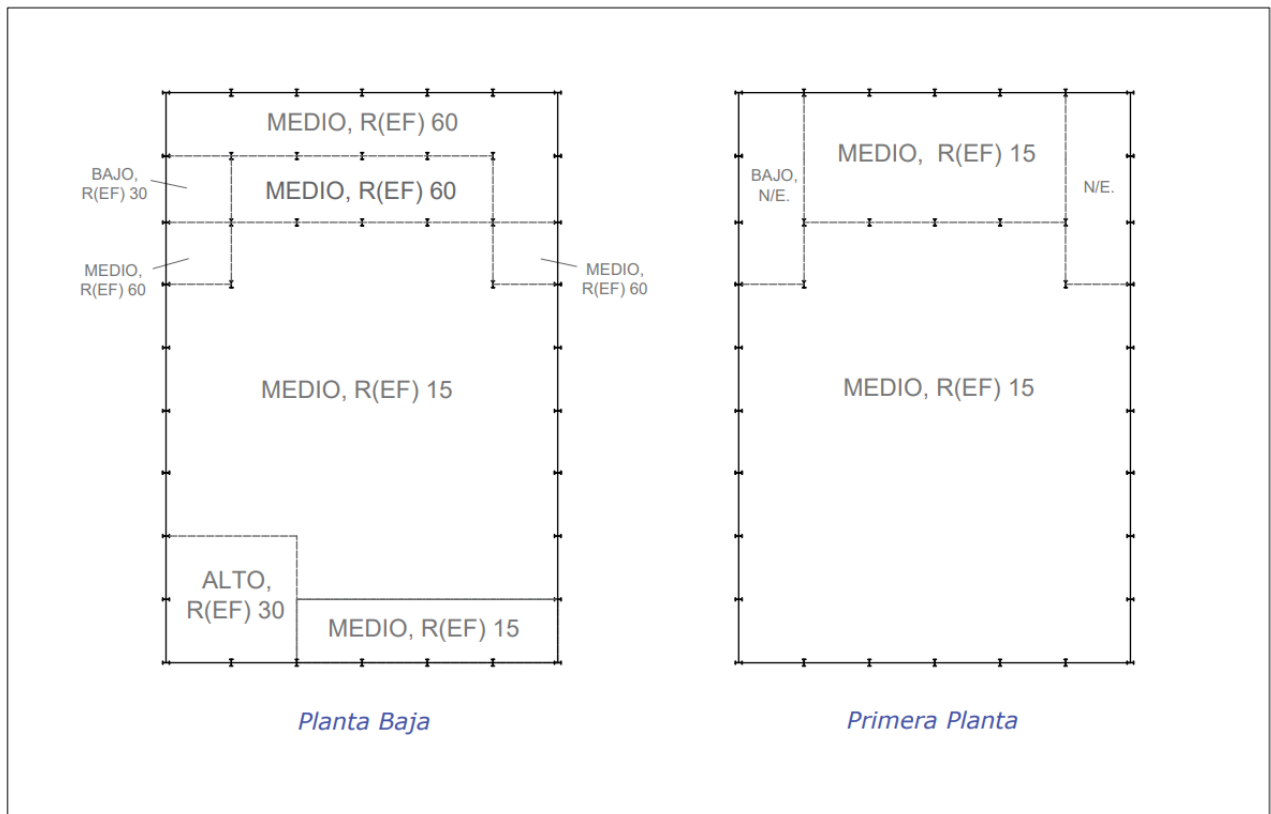 MEDIO, R(EF) 60
BAJO,
R(EF) 30
MEDIO, R(EF) 60
MEDIO,
R(EF) 60
MEDIO,
R(EF) 60
MEDIO, R(EF) 15
ALTO,
R(EF) 30
MEDIO, R(EF) 15
Planta Baja
MEDIO, R(EF) 15
BAJO,
N/E.
N/E.
MEDIO, R(EF) 15
Primera Planta